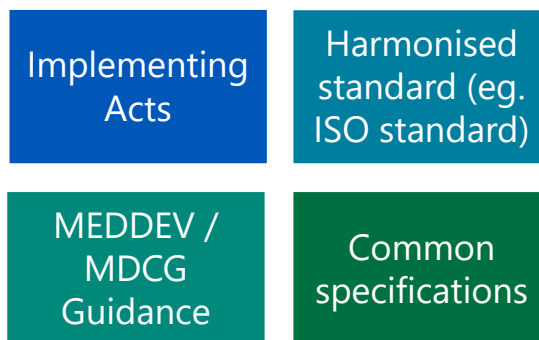 Implementing
Acts
Harmonised
standard (eg.
ISO standard)
MEDDEV /
MDCG
Guidance
Common
specifications